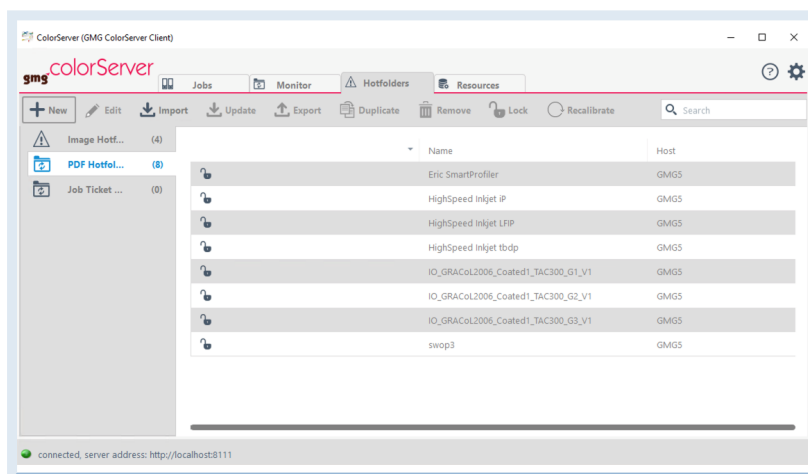 ColorServer (GMG ColorServer Client)
gmg colorServer
Jobs Monitor Hotfolders Resources
New Edit Import Update Export Duplicate Remove Lock Recalibrate Search
Image Hotf... (4)
PDF Hotfol... (8)
Job Ticket ... (0)
Name Host
Eric SmartProfiler GMG5
HighSpeed Inkjet iP GMG5
HighSpeed Inkjet LFIP GMG5
HighSpeed Inkjet tbdp GMG5
IO_GRACoL2006_Coated1_TAC300_G1_V1 GMG5
IO_GRACoL2006_Coated1_TAC300_G2_V1 GMG5
IO_GRACoL2006_Coated1_TAC300_G3_V1 GMG5
swop3 GMG5
connected, server address: http://localhost:8111